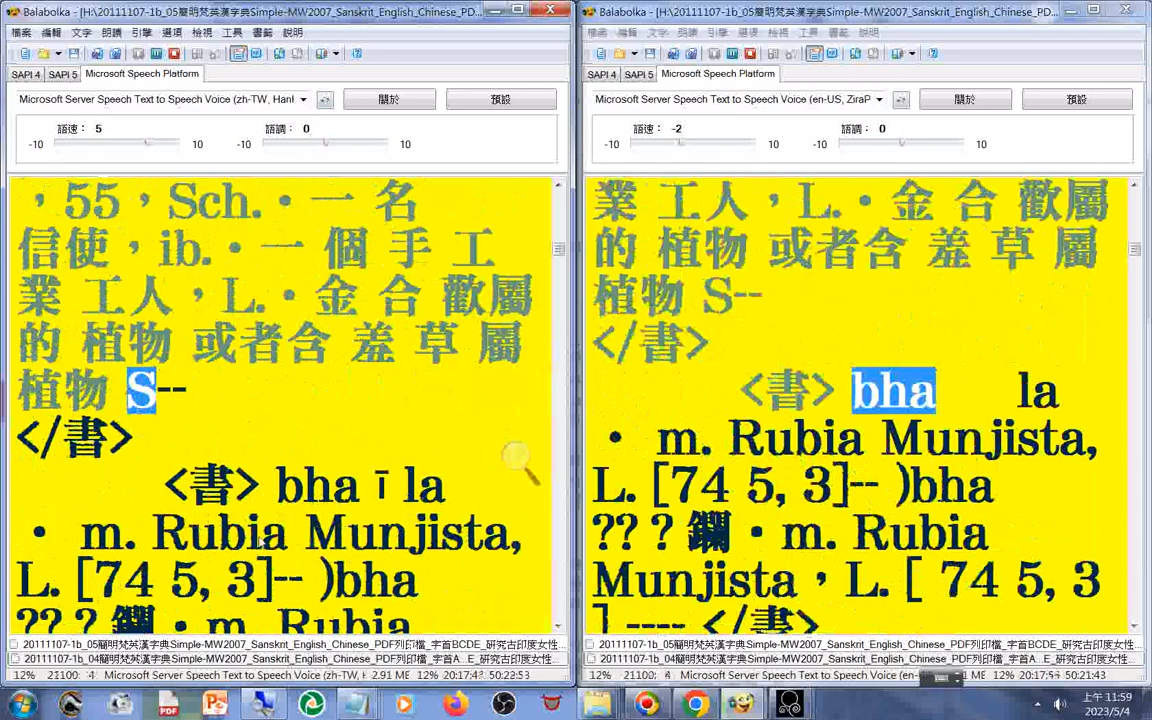 Balabolka - [H:\20111107-1b_05簡明梵英漢字典Simple-MW2007_Sanskrit_English_Chinese_PD...
檔案 編輯 文字 朗讀 引擎 選項 檢視 工具 書籤 說明
SAPI 4 SAPI 5 Microsoft Speech Platform
Microsoft Server Speech Text to Speech Voice (zh-TW, Hanl
關於 預設
語速： 5 語調： 0
-10 10 -10 10
，55，Sch.・一 名
信使，ib.・一 個 手 工
業 工人，L.・金 合 歡屬
的 植物 或者含 羞 草 屬
植物 S--
</書>
<書> bha ī la
• m. Rubia Munjista,
L. [74 5, 3]-- )bha
?? ? 鑭・m. Rubia
20111107-1b_05簡明梵英漢字典Simple-MW2007_Sanskrit_English_Chinese_PDF列印檔_字首BCDE_研究古印度女性...
20111107-1b_04簡明梵英漢字典Simple-MW2007_Sanskrit_English_Chinese_PDF列印檔_字首A...E_研究古印度女性...
12% 21100: Microsoft Server Speech Text to Speech Voice (zh-TW, 2.91 ME 12% 20:17:43 50:23:53
Balabolka - [H:\20111107-1b_05簡明梵英漢字典Simple-MW2007_Sanskrit_English_Chinese_PD...
檔案 編輯 文字 朗讀 引擎 選項 檢視 工具 書籤 說明
SAPI 4 SAPI 5 Microsoft Speech Platform
Microsoft Server Speech Text to Speech Voice (en-US, ZiraP
關於 預設
語速： -2 語調： 0
-10 10 -10 10
業 工人，L.・金 合 歡屬
的 植物 或者含 羞 草 屬
植物 S--
</書>
<書> bha la
• m. Rubia Munjista,
L. [74 5, 3]-- )bha
?? ? 鑭・m. Rubia
Munjista，L. [ 74 5, 3
] ---- </書>
20111107-1b_05簡明梵英漢字典Simple-MW2007_Sanskrit_English_Chinese_PDF列印檔_字首BCDE_研究古印度女性...
20111107-1b_04簡明梵英漢字典Simple-MW2007_Sanskrit_English_Chinese_PDF列印檔_字首A...E_研究古印度女性...
12% 21100: Microsoft Server Speech Text to Speech Voice (en- 12% 20:17:53 50:21:43
上午 11:59
2023/5/4